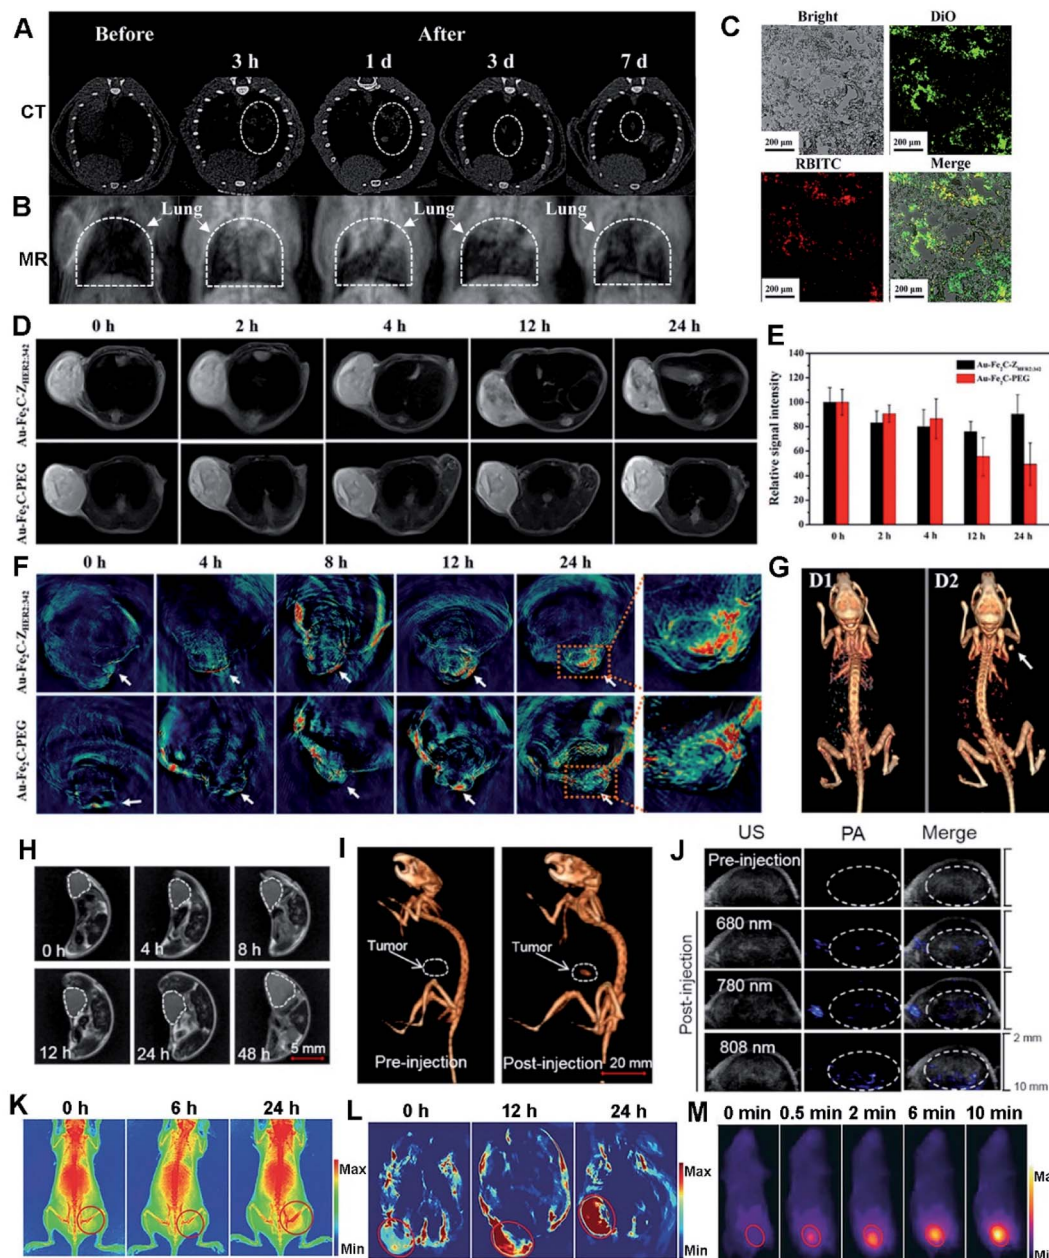 A
Before
After
3 h
1 d
3 d
7 d
CT
B
Lung
Lung
Lung
MR
C
Bright
DiO
200 μm
200 μm
RBITC
Merge
200 μm
200 μm
D
0 h
2 h
4 h
12 h
24 h
Au-Fe₂C-Z_HER2:342
Au-Fe₂C-PEG
E
Relative signal intensity
140
120
100
80
60
40
20
0
Au-Fe₂C-Z_HER2:342
Au-Fe₂C-PEG
0 h
2 h
4 h
12 h
24 h
F
0 h
4 h
8 h
12 h
24 h
Au-Fe₂C-Z_HER2:342
Au-Fe₂C-PEG
G
D1
D2
H
0 h
4 h
8 h
12 h
24 h
48 h
5 mm
I
Tumor
Tumor
Pre-injection
Post-injection
20 mm
J
US
PA
Merge
Pre-injection
680 nm
780 nm
808 nm
Post-injection
2 mm
10 mm
K
0 h
6 h
24 h
Max
Min
L
0 h
12 h
24 h
Max
Min
M
0 min
0.5 min
2 min
6 min
10 min